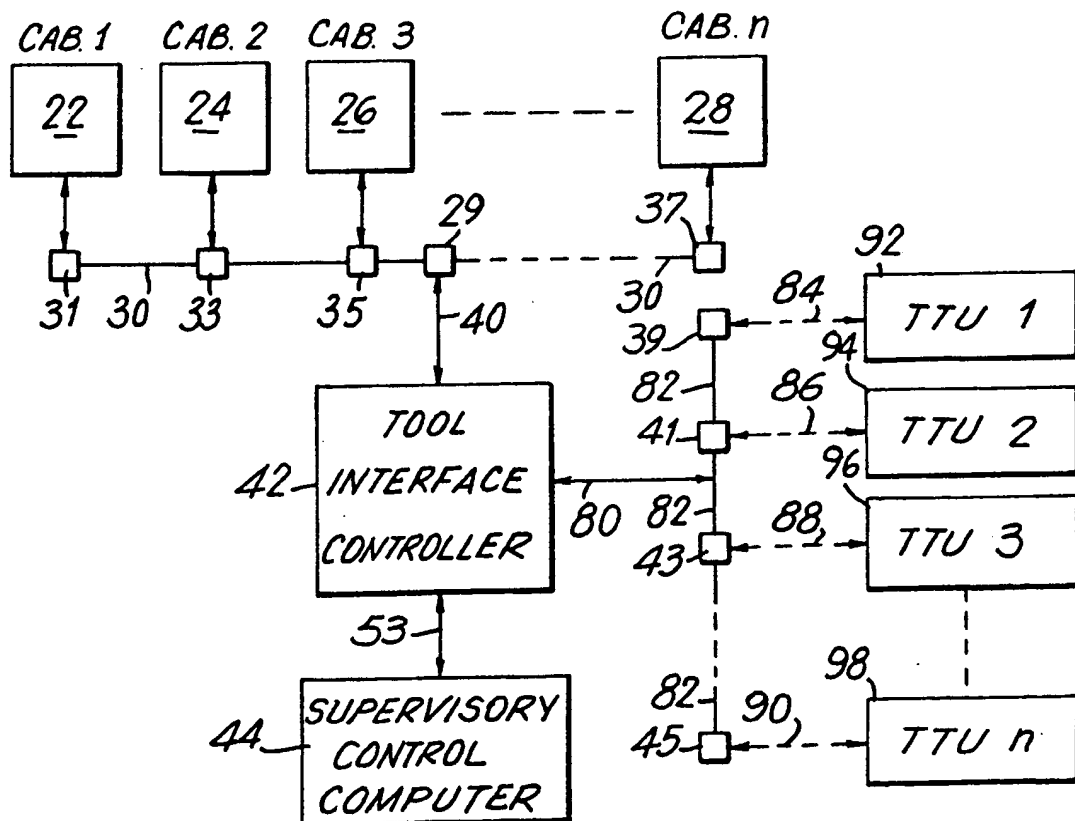 CAB. 1 CAB. 2 CAB. 3 CAB. n
22 24 26 28
29 37
31 30 33 35 40 30
92
84 TTU 1
39
94
82 86 TTU 2
41
96
TOOL
INTERFACE
CONTROLLER
42
80 82 88 TTU 3
43
53
98
82 90 TTU n
45
SUPERVISORY
CONTROL
COMPUTER
44